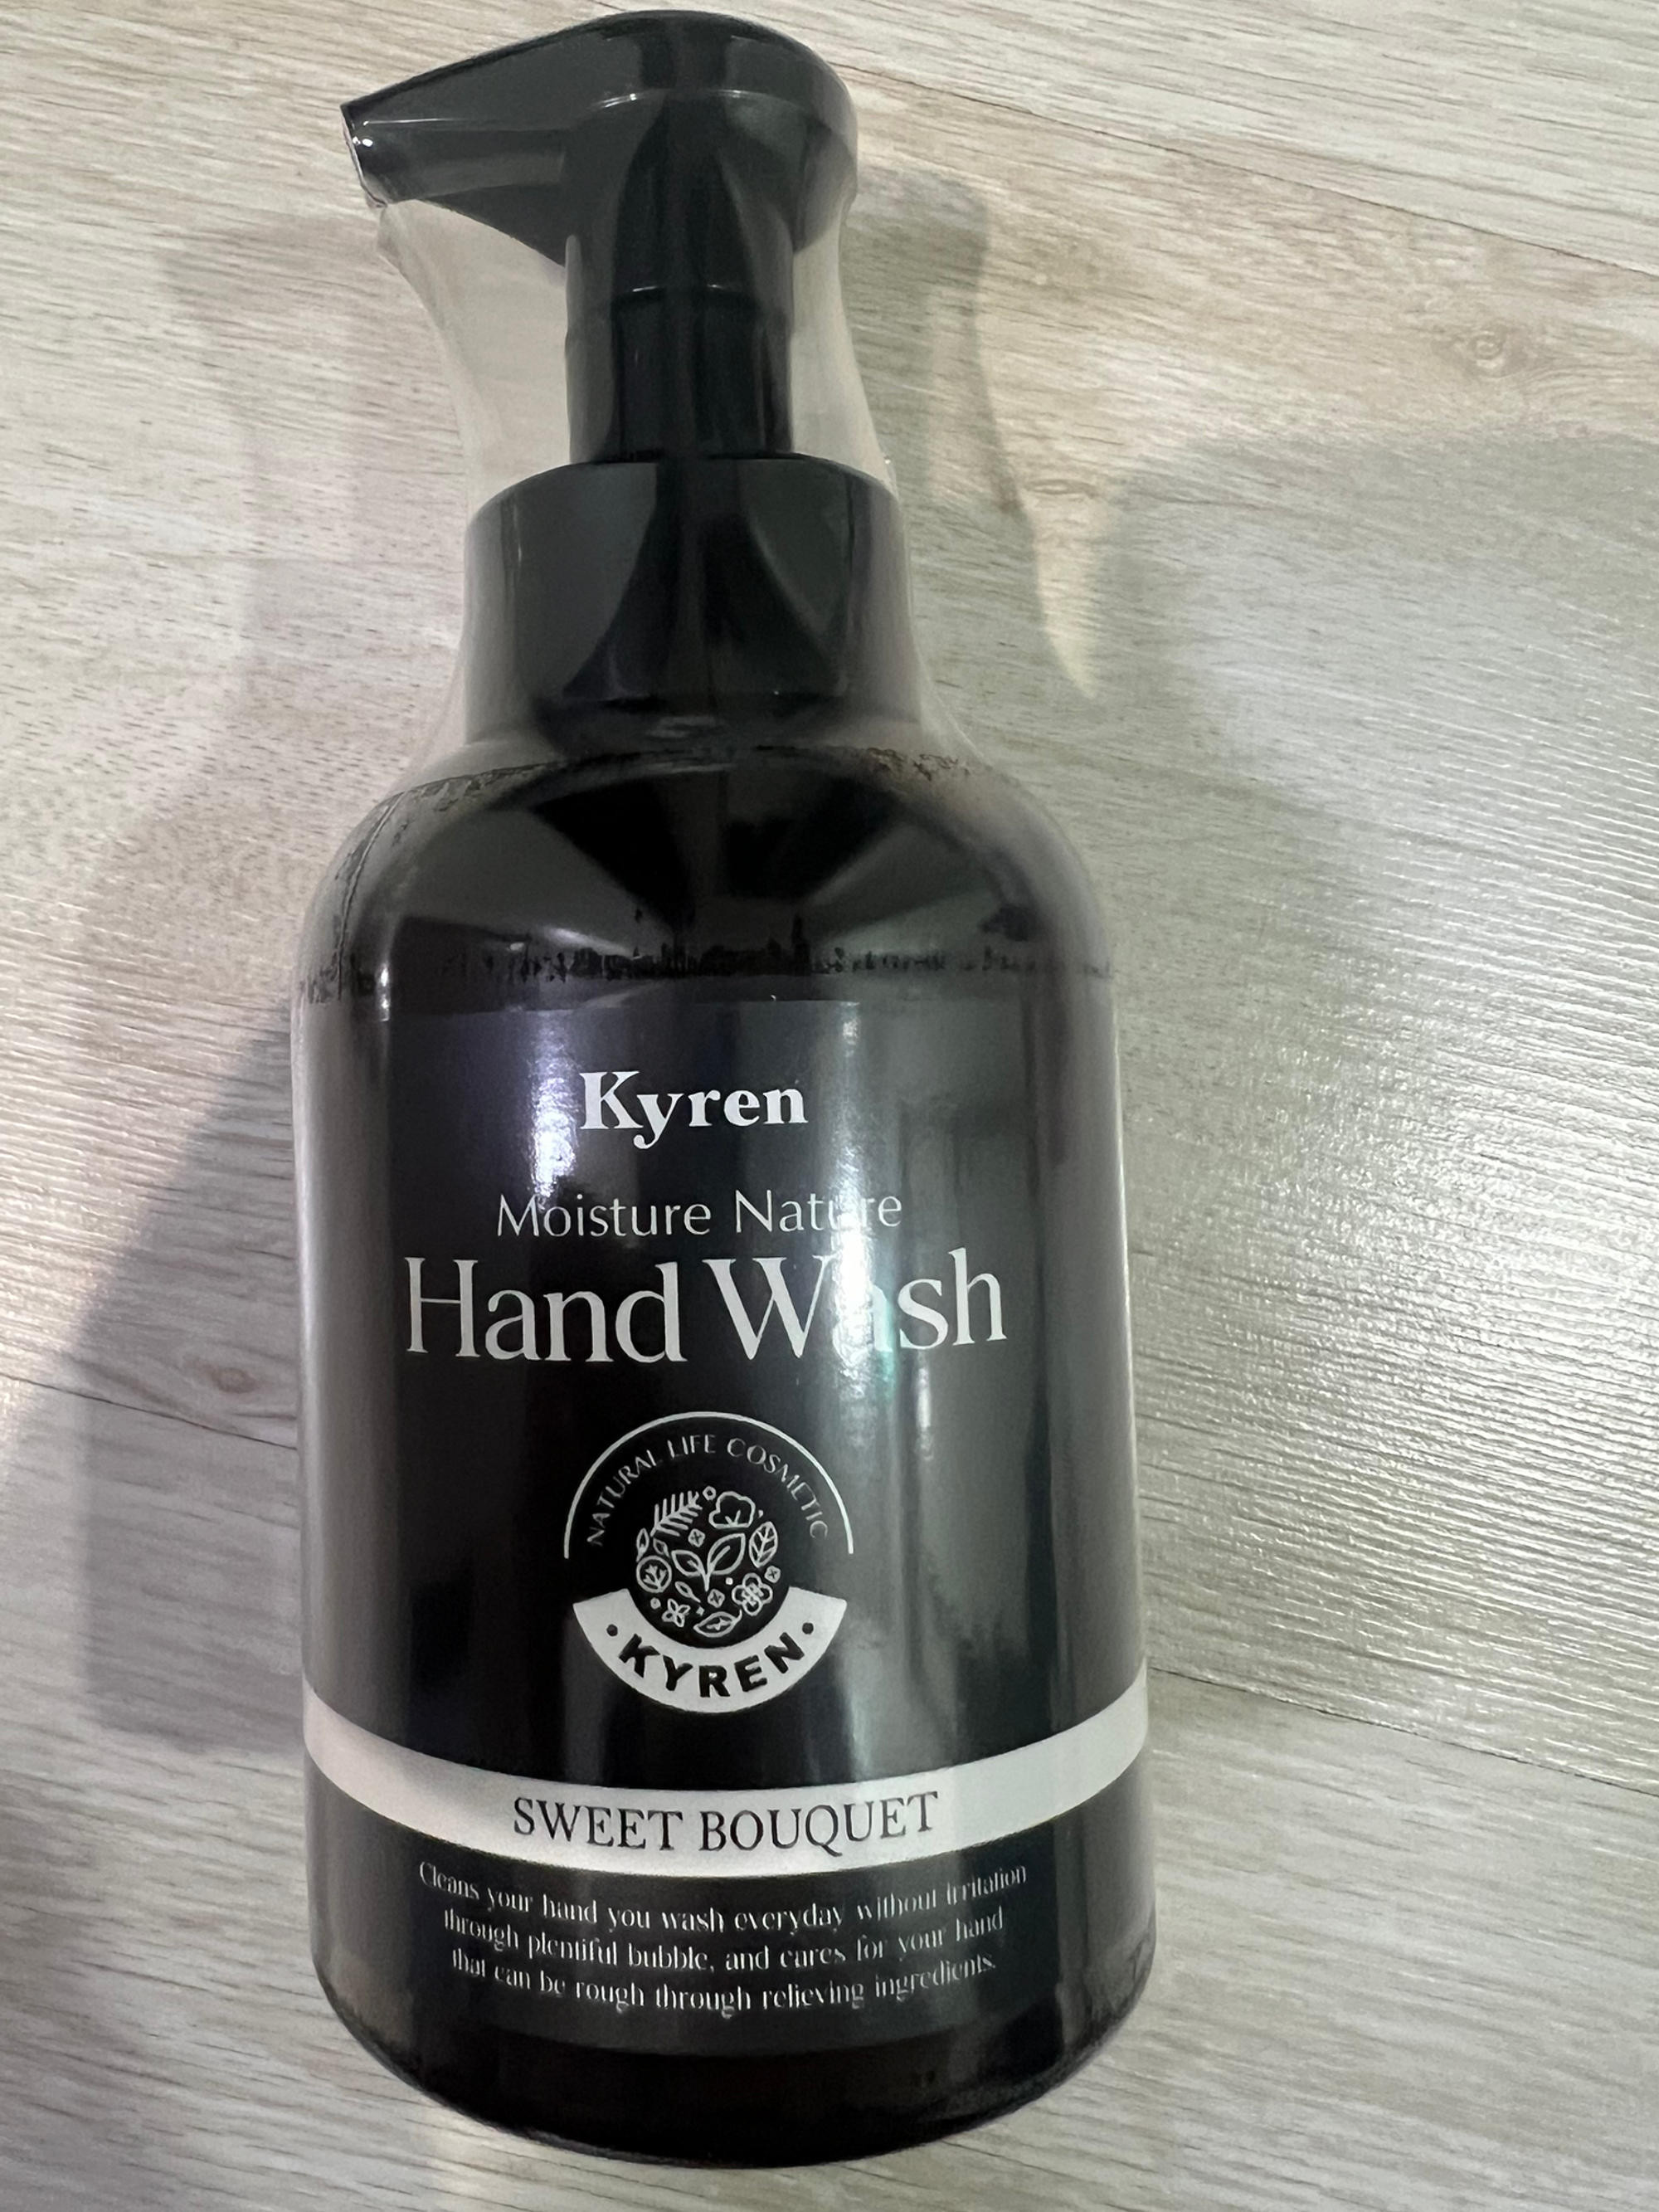 Kyren
Moisture Nature
Hand Wash
NATURAL LIFE COSMETIC
• KYREN •
SWEET BOUQUET
Cleans your hand you wash everyday without irritation
through plentiful bubble, and cares for your hand
that can be rough through relieving ingredients.